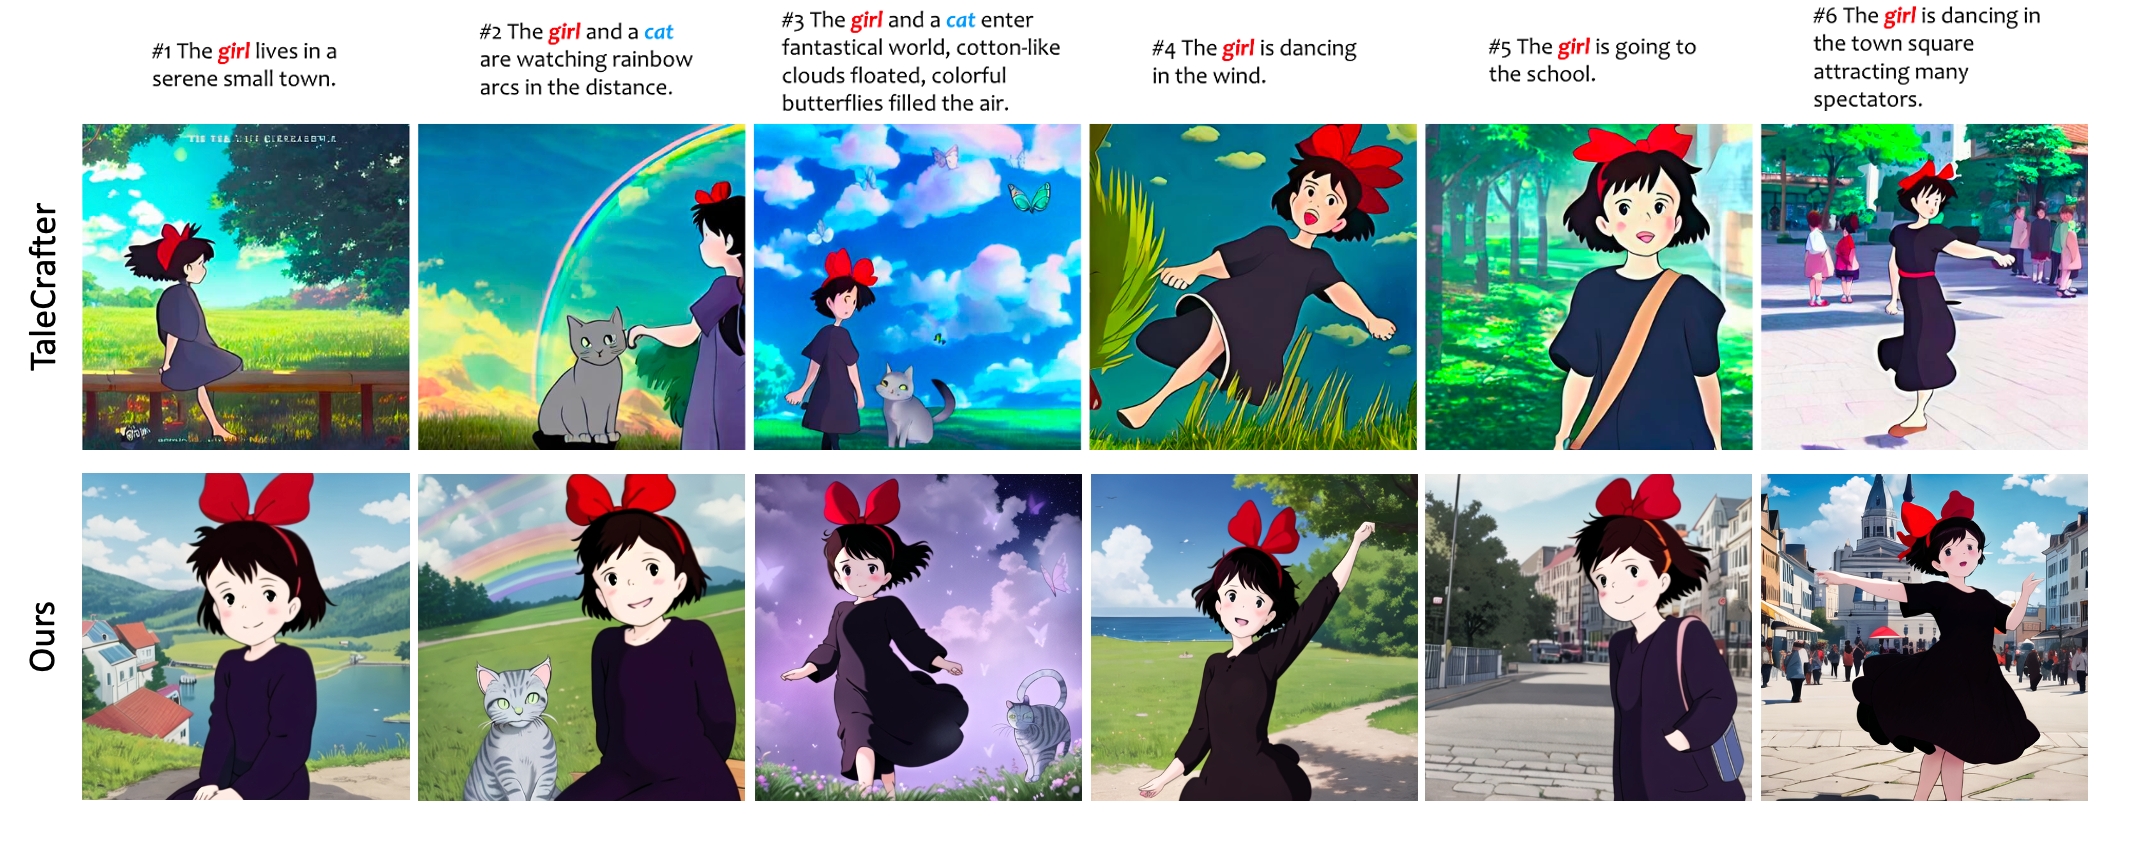 #1 The girl lives in a
serene small town.
#2 The girl and a cat
are watching rainbow
arcs in the distance.
#3 The girl and a cat enter
fantastical world, cotton-like
clouds floated, colorful
butterflies filled the air.
#4 The girl is dancing
in the wind.
#5 The girl is going to
the school.
#6 The girl is dancing in
the town square
attracting many
spectators.
TaleCrafter
Ours